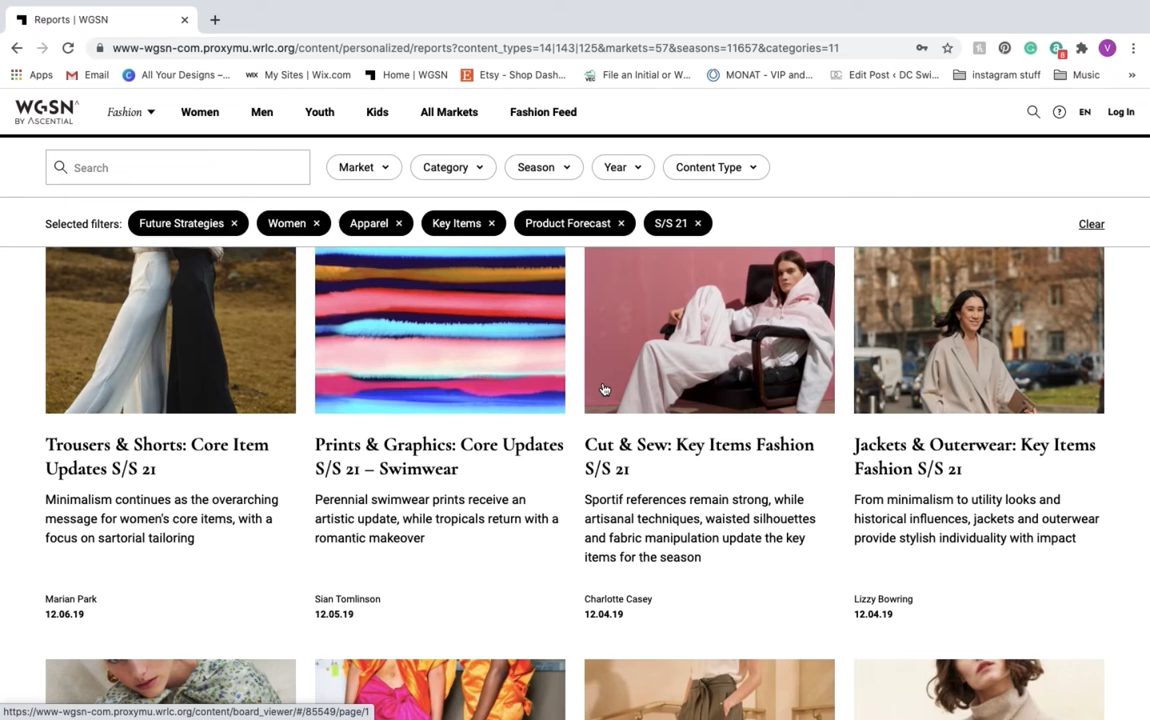 Reports | WGSN
www-wgsn-com.proxymu.wrlc.org/content/personalized/reports?content_types=14|143|125&markets=57&seasons=11657&categories=11
8
V
Apps
Email
All Your Designs –...
WIX My Sites | Wix.com
Home | WGSN
E Etsy - Shop Dash...
File an Initial or W...
MONAT - VIP and...
Edit Post ‹ DC Swi...
instagram stuff
Music
»
WGSN
BY ASCENTIAL
Fashion
Women
Men
Youth
Kids
All Markets
Fashion Feed
?
EN
Log In
Search
Market
Category
Season
Year
Content Type
Selected filters:
Future Strategies ×
Women ×
Apparel ×
Key Items ×
Product Forecast ×
S/S 21 ×
Clear
Trousers & Shorts: Core Item
Updates S/S 21
Minimalism continues as the overarching
message for women's core items, with a
focus on sartorial tailoring
Marian Park
12.06.19
Prints & Graphics: Core Updates
S/S 21 – Swimwear
Perennial swimwear prints receive an
artistic update, while tropicals return with a
romantic makeover
Sian Tomlinson
12.05.19
Cut & Sew: Key Items Fashion
S/S 21
Sportif references remain strong, while
artisanal techniques, waisted silhouettes
and fabric manipulation update the key
items for the season
Charlotte Casey
12.04.19
Jackets & Outerwear: Key Items
Fashion S/S 21
From minimalism to utility looks and
historical influences, jackets and outerwear
provide stylish individuality with impact
Lizzy Bowring
12.04.19
https://www-wgsn-com.proxymu.wrlc.org/content/board_viewer/#/85549/page/1